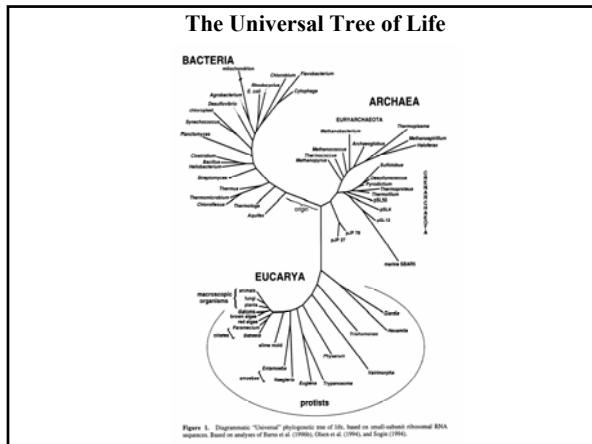 The Universal Tree of Life
BACTERIA
mitochondrion
Rhodocyclus
E. coli
Chlorobium
Flavobacterium
Cytophaga
Agrobacterium
Desulfovibrio
chloroplast
Synechococcus
Planctomyces
Clostridium
Bacillus
Heliobacterium
Streptomyces
Thermus
Thermomicrobium
Chloroflexus
Thermotoga
Aquifex
origin
ARCHAEA
EURYARCHAEOTA
Methanobacterium
Archaeoglobus
Thermoplasma
Methanospirillum
Haloferax
Methanococcus
Thermococcus
Methanopyrus
Sulfolobus
Desulfurococcus
Pyrodictium
Thermoproteus
Thermofilum
pSL50
pSL4
pSL12
CRENARCHAEOTA
pJP 78
pJP 27
marine SBAR5
EUCARYA
macroscopic
organisms
animals
fungi
plants
diatoms
brown algae
red algae
ciliates
Paramecium
slime mold
Entamoeba
amoebae
Naegleria
Euglena
Trypanosoma
Physarum
Trichomonas
Vairimorpha
Giardia
Hexamita
protists
Figure 1. Diagrammatic "Universal" phylogenetic tree of life, based on small-subunit ribosomal RNA
sequences. Based on analyses of Barns et al. (1996b), Olsen et al. (1994), and Sogin (1994).